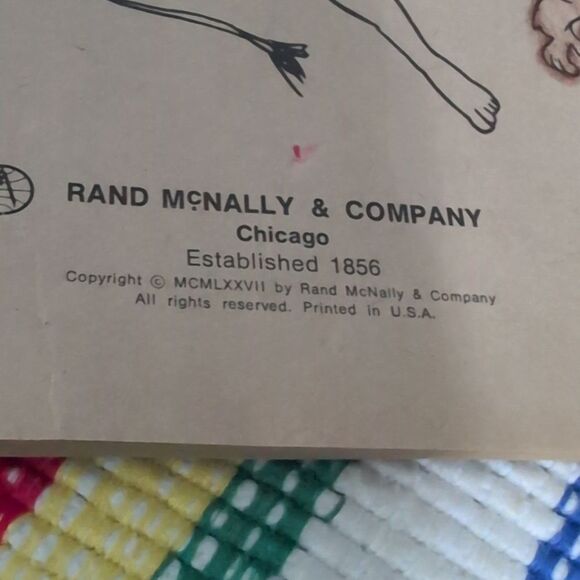 RAND McNALLY & COMPANY
Chicago
Established 1856
Copyright © MCMLXXVII by Rand McNally & Company
All rights reserved. Printed in U.S.A.